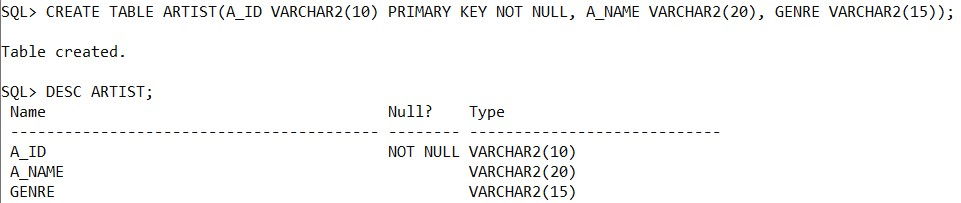 SQL> CREATE TABLE ARTIST(A_ID VARCHAR2(10) PRIMARY KEY NOT NULL, A_NAME VARCHAR2(20), GENRE VARCHAR2(15));
Table created.
SQL> DESC ARTIST;
Name Null? Type
----------------------------------------- -------- ----------------------------
A_ID NOT NULL VARCHAR2(10)
A_NAME VARCHAR2(20)
GENRE VARCHAR2(15)